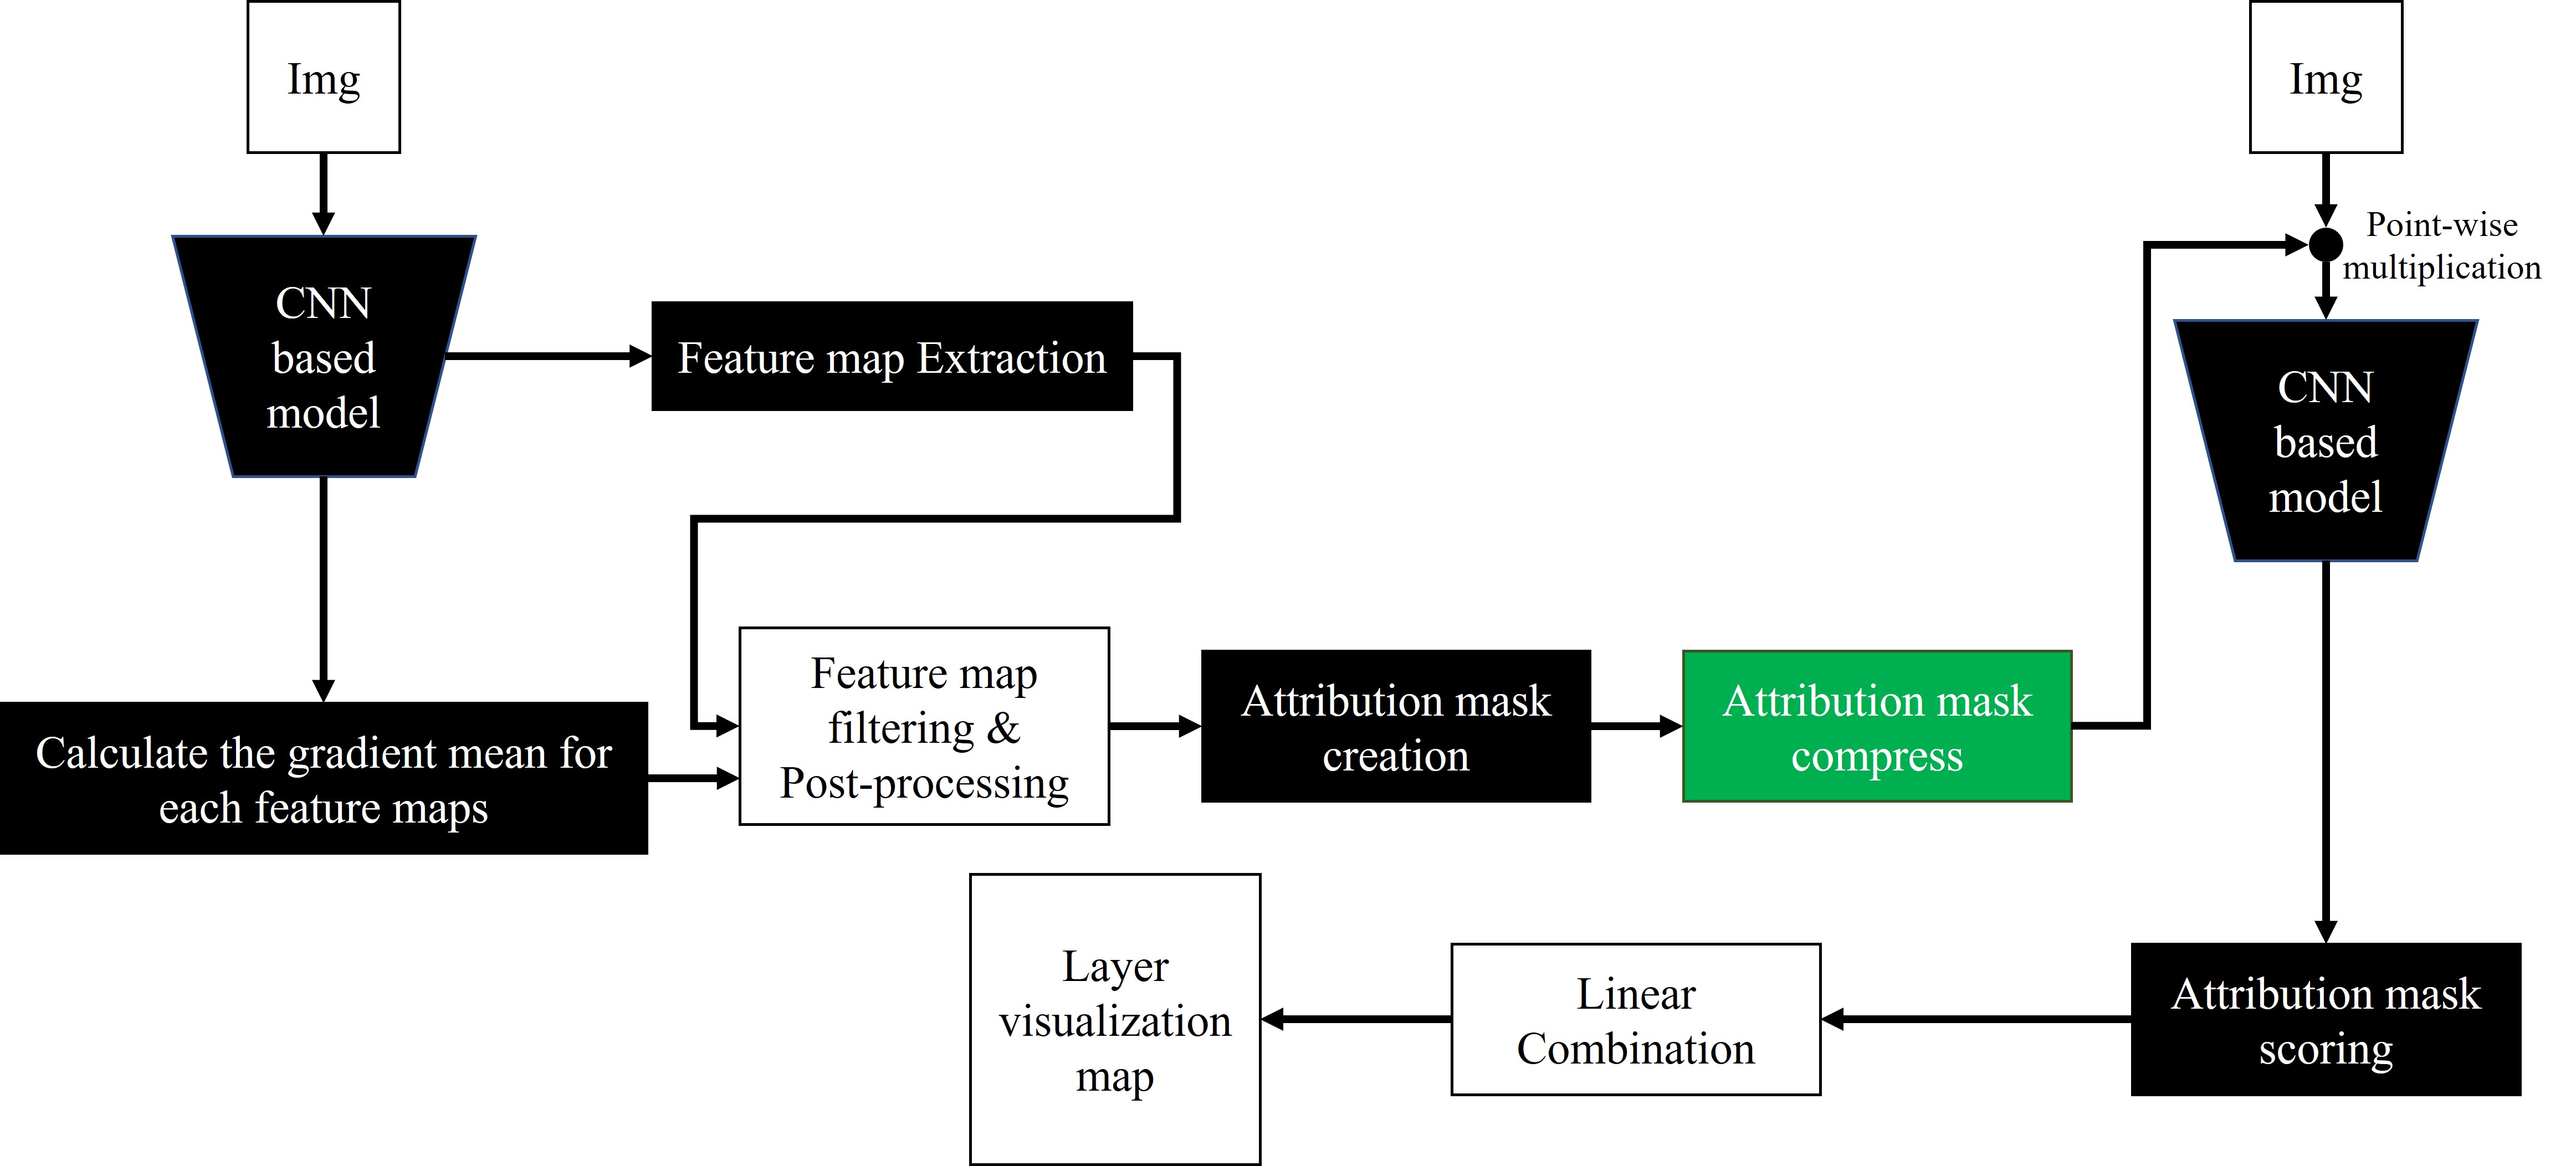 Img
CNN
based
model
Feature map Extraction
Calculate the gradient mean for
each feature maps
Feature map
filtering &
Post-processing
Attribution mask
creation
Attribution mask
compress
Img
Point-wise
multiplication
CNN
based
model
Attribution mask
scoring
Linear
Combination
Layer
visualization
map